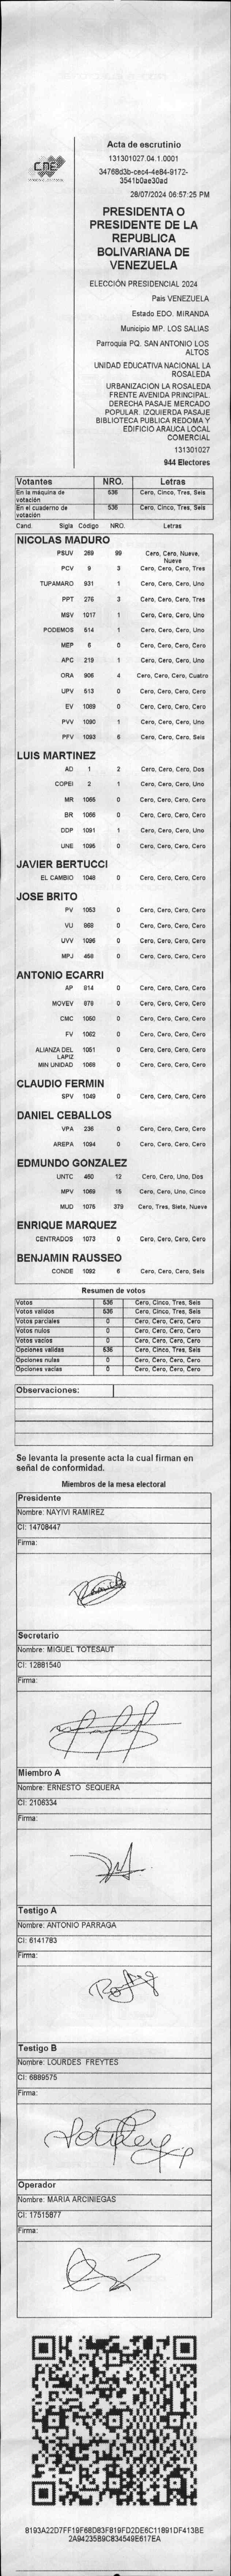 CNE
Acta de escrutinio
131301027.04.1.0001
34768d3b-cec4-4e84-9172-
3541b0ae30ad
28/07/2024 06:57:25 PM
PRESIDENTA O
PRESIDENTE DE LA
REPUBLICA
BOLIVARIANA DE
VENEZUELA
ELECCIÓN PRESIDENCIAL 2024
Pais VENEZUELA
Estado EDO. MIRANDA
Municipio MP. LOS SALIAS
Parroquia PQ. SAN ANTONIO LOS
ALTOS
UNIDAD EDUCATIVA NACIONAL LA
ROSALEDA
URBANIZACIÓN LA ROSALEDA
FRENTE AVENIDA PRINCIPAL.
DERECHA PASAJE MERCADO
POPULAR. IZQUIERDA PASAJE
BIBLIOTECA PUBLICA REDOMA Y
EDIFICIO ARAUCA LOCAL
COMERCIAL
131301027
944 Electores
Votantes NRO. Letras
En la máquina de votación 536 Cero, Cinco, Tres, Seis
En el cuaderno de votación 536 Cero, Cinco, Tres, Seis
Cand. Sigla Código NRO. Letras
NICOLAS MADURO
PSUV 269 99 Cero, Cero, Nueve, Nueve
PCV 9 3 Cero, Cero, Cero, Tres
TUPAMARO 931 1 Cero, Cero, Cero, Uno
PPT 276 3 Cero, Cero, Cero, Tres
MSV 1017 1 Cero, Cero, Cero, Uno
PODEMOS 514 1 Cero, Cero, Cero, Uno
MEP 6 0 Cero, Cero, Cero, Cero
APC 219 1 Cero, Cero, Cero, Uno
ORA 906 4 Cero, Cero, Cero, Cuatro
UPV 513 0 Cero, Cero, Cero, Cero
EV 1089 0 Cero, Cero, Cero, Cero
PVV 1090 1 Cero, Cero, Cero, Uno
PFV 1093 6 Cero, Cero, Cero, Seis
LUIS MARTINEZ
AD 1 2 Cero, Cero, Cero, Dos
COPEI 2 1 Cero, Cero, Cero, Uno
MR 1065 0 Cero, Cero, Cero, Cero
BR 1066 0 Cero, Cero, Cero, Cero
DDP 1091 1 Cero, Cero, Cero, Uno
UNE 1095 0 Cero, Cero, Cero, Cero
JAVIER BERTUCCI
EL CAMBIO 1048 0 Cero, Cero, Cero, Cero
JOSE BRITO
PV 1053 0 Cero, Cero, Cero, Cero
VU 868 0 Cero, Cero, Cero, Cero
UVV 1096 0 Cero, Cero, Cero, Cero
MPJ 458 0 Cero, Cero, Cero, Cero
ANTONIO ECARRI
AP 814 0 Cero, Cero, Cero, Cero
MOVEV 878 0 Cero, Cero, Cero, Cero
CMC 1050 0 Cero, Cero, Cero, Cero
FV 1062 0 Cero, Cero, Cero, Cero
ALIANZA DEL LAPIZ 1051 0 Cero, Cero, Cero, Cero
MIN UNIDAD 1068 0 Cero, Cero, Cero, Cero
CLAUDIO FERMIN
SPV 1049 0 Cero, Cero, Cero, Cero
DANIEL CEBALLOS
VPA 236 0 Cero, Cero, Cero, Cero
AREPA 1094 0 Cero, Cero, Cero, Cero
EDMUNDO GONZALEZ
UNTC 460 12 Cero, Cero, Uno, Dos
MPV 1069 15 Cero, Cero, Uno, Cinco
MUD 1075 379 Cero, Tres, Siete, Nueve
ENRIQUE MARQUEZ
CENTRADOS 1073 0 Cero, Cero, Cero, Cero
BENJAMIN RAUSSEO
CONDE 1092 6 Cero, Cero, Cero, Seis
Resumen de votos
Votos 536 Cero, Cinco, Tres, Seis
Votos validos 536 Cero, Cinco, Tres, Seis
Votos parciales 0 Cero, Cero, Cero, Cero
Votos nulos 0 Cero, Cero, Cero, Cero
Votos vacios 0 Cero, Cero, Cero, Cero
Opciones validas 536 Cero, Cinco, Tres, Seis
Opciones nulas 0 Cero, Cero, Cero, Cero
Opciones vacias 0 Cero, Cero, Cero, Cero
Observaciones:
Se levanta la presente acta la cual firman en
señal de conformidad.
Miembros de la mesa electoral
Presidente
Nombre: NAYIVI RAMIREZ
CI: 14708447
Firma:
Secretario
Nombre: MIGUEL TOTESAUT
CI: 12881540
Firma:
Miembro A
Nombre: ERNESTO SEQUERA
CI: 2106334
Firma:
Testigo A
Nombre: ANTONIO PARRAGA
CI: 6141783
Firma:
Testigo B
Nombre: LOURDES FREYTES
CI: 6889575
Firma:
Operador
Nombre: MARIA ARCINIEGAS
CI: 17515877
Firma:
8193A22D7FF19F68D83F819FD2DE6C11891DF413BE
2A9423589C834549E617EA